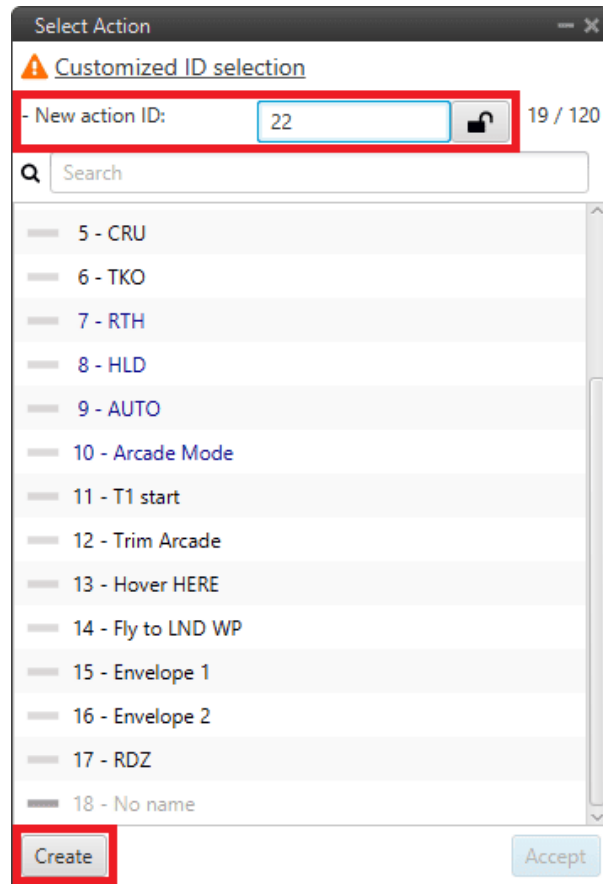 Select Action
Customized ID selection
- New action ID: 22 19 / 120
Search
5 - CRU
6 - TKO
7 - RTH
8 - HLD
9 - AUTO
10 - Arcade Mode
11 - T1 start
12 - Trim Arcade
13 - Hover HERE
14 - Fly to LND WP
15 - Envelope 1
16 - Envelope 2
17 - RDZ
18 - No name
Create Accept